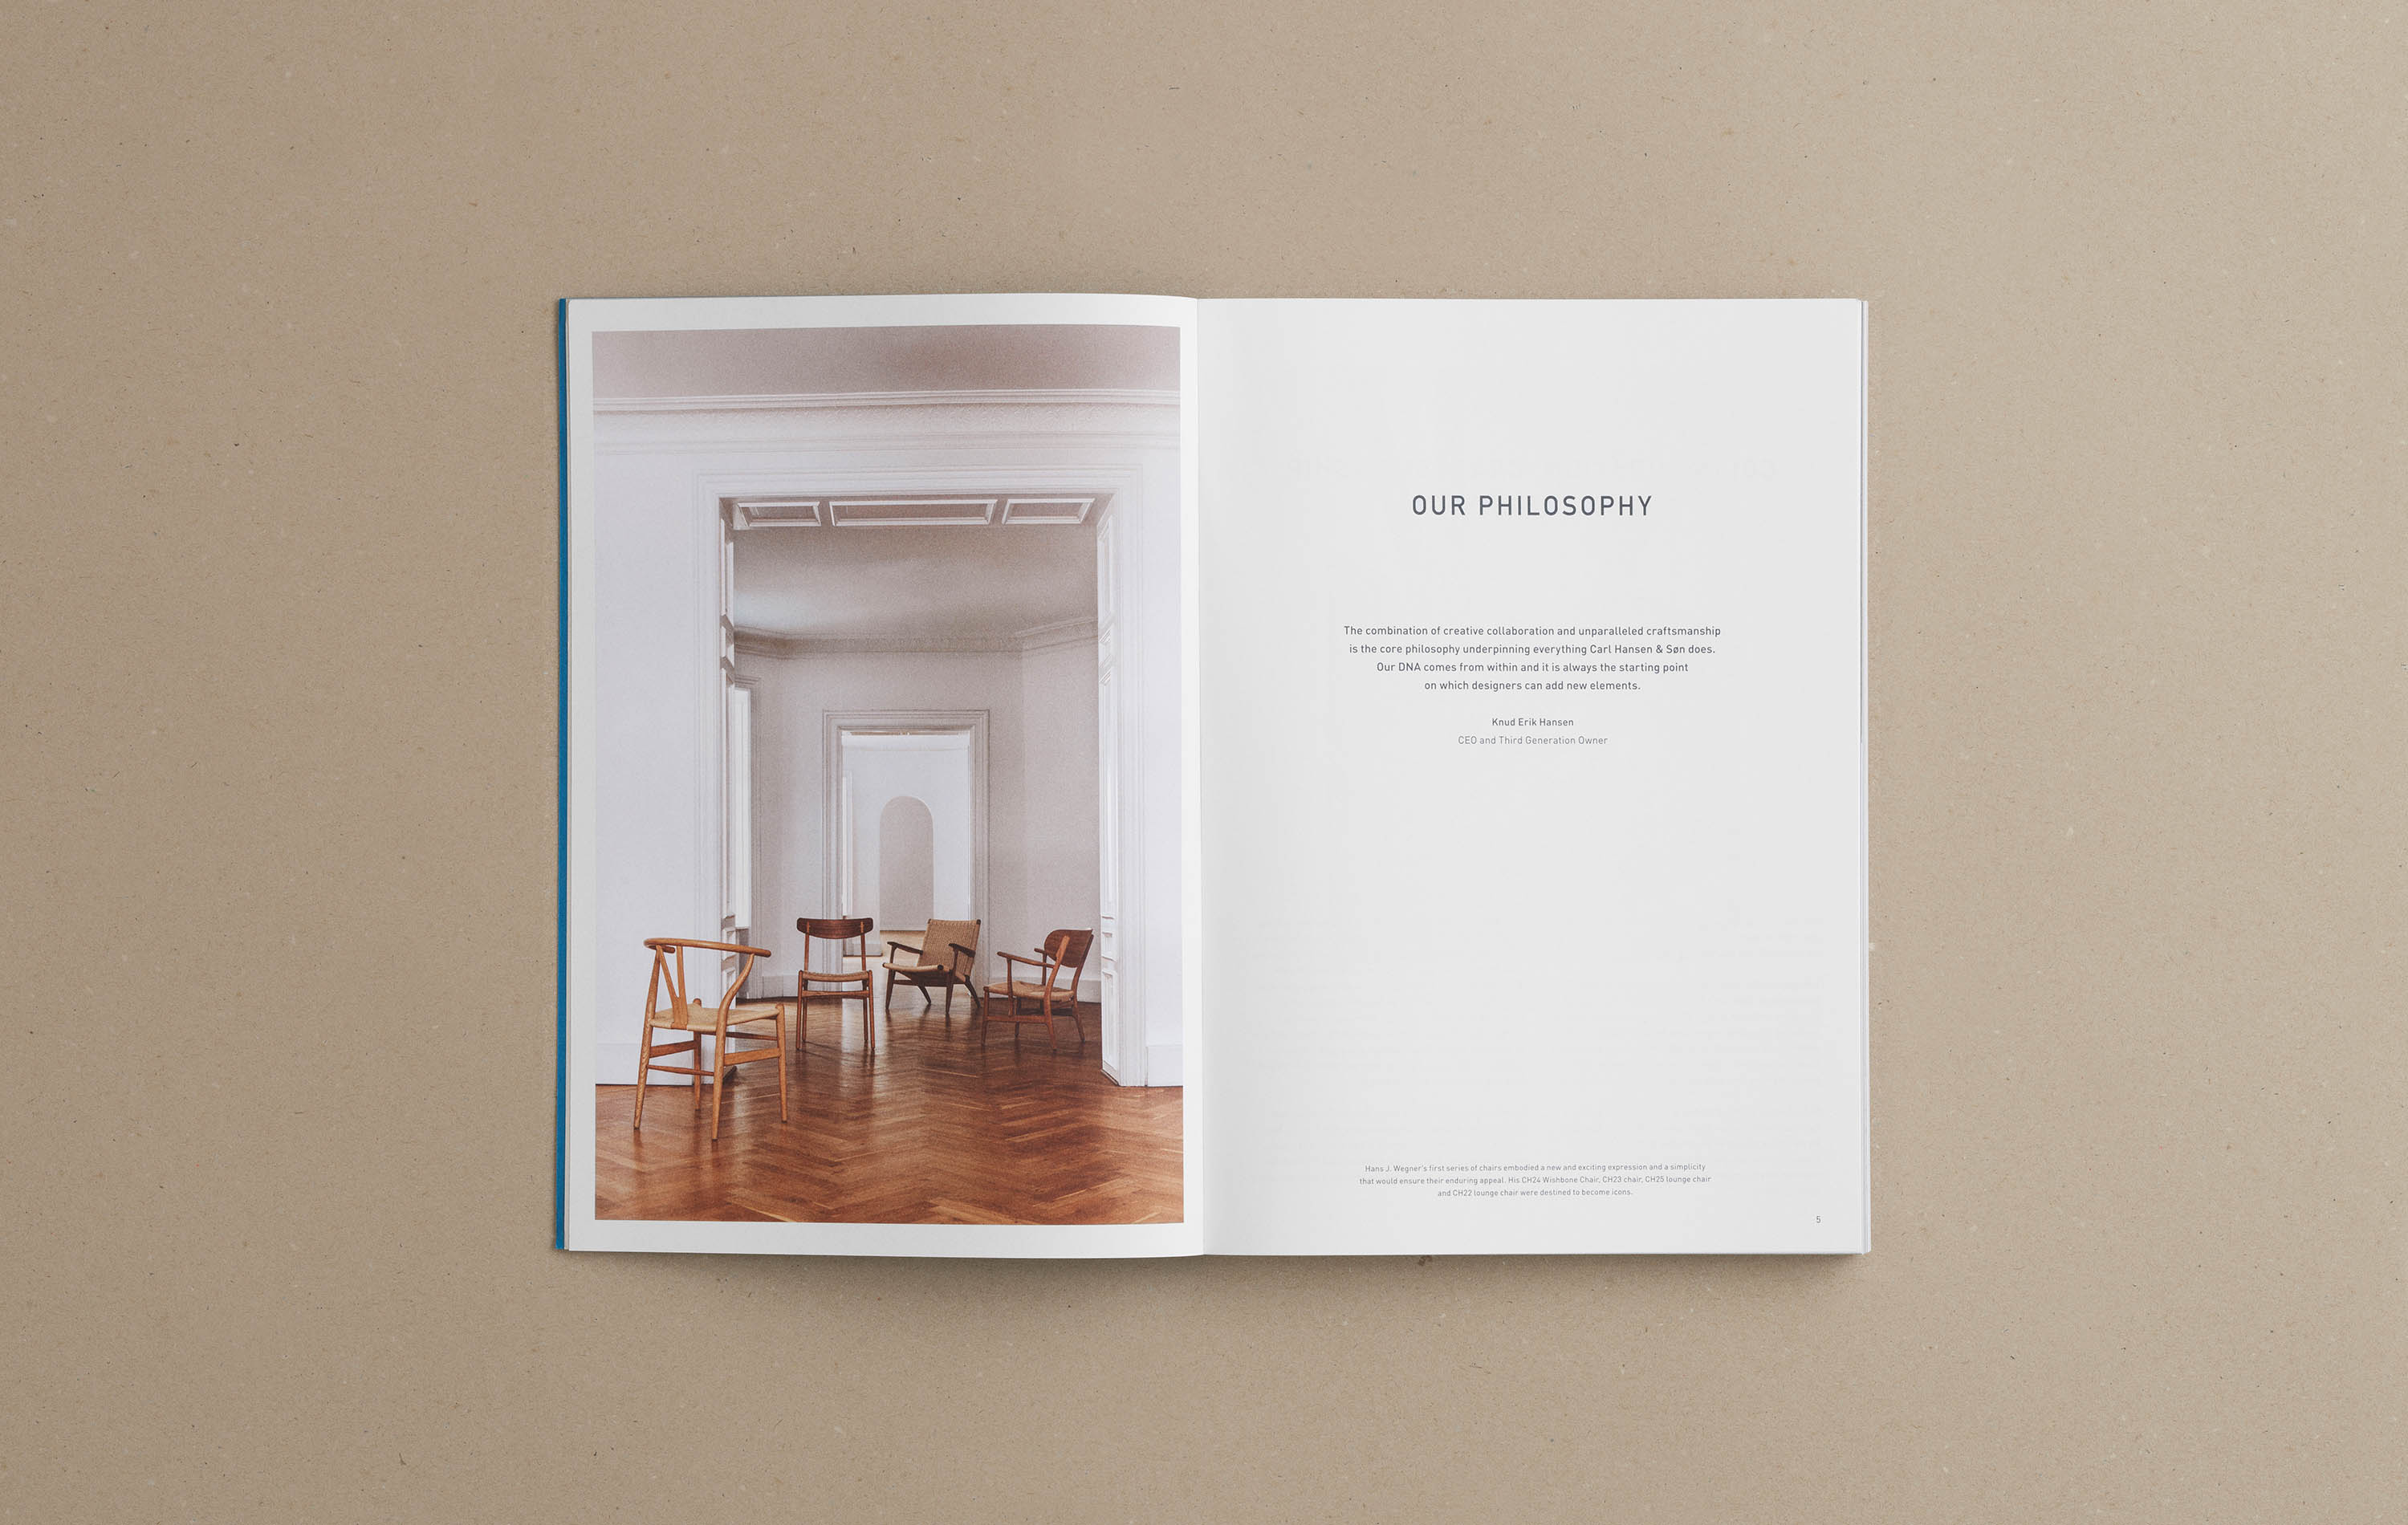 OUR PHILOSOPHY
The combination of creative collaboration and unparalleled craftsmanship
is the core philosophy underpinning everything Carl Hansen & Søn does.
Our DNA comes from within and it is always the starting point
on which designers can add new elements.
Knud Erik Hansen
CEO and Third Generation Owner
Hans J. Wegner's first series of chairs embodied a new and exciting expression and a simplicity
that would ensure their enduring appeal. His CH24 Wishbone Chair, CH23 chair, CH25 lounge chair
and CH22 lounge chair were destined to become icons.
5